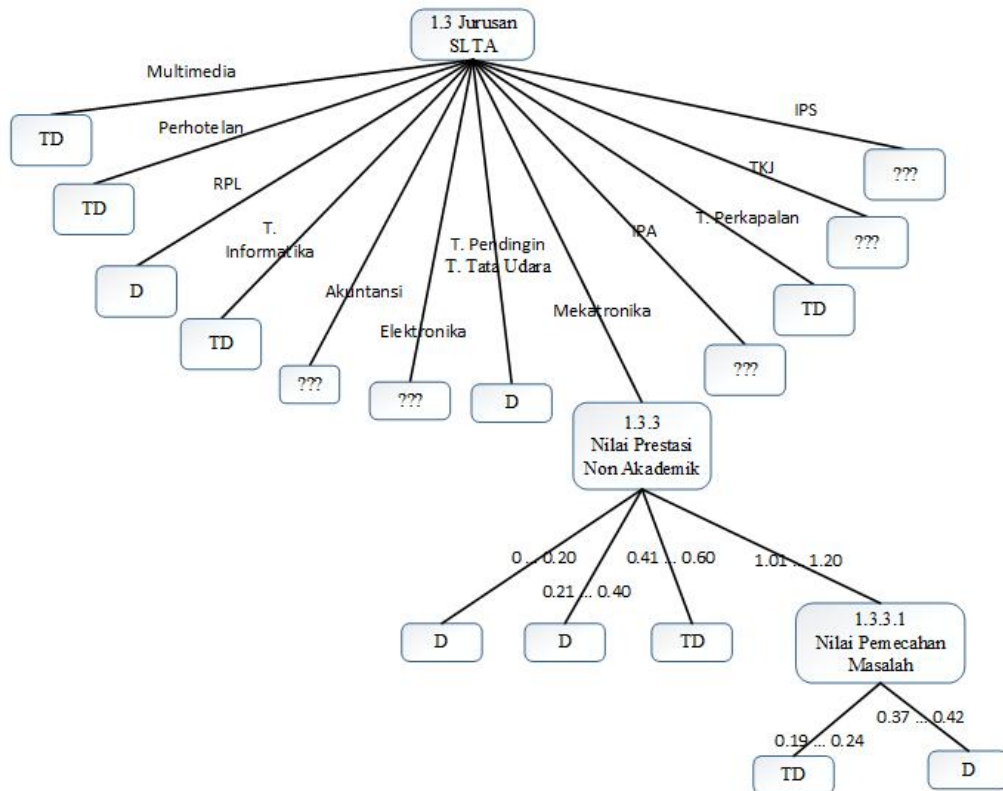 1.3 Jurusan
SLTA
Multimedia
IPS
TD
Perhotelan
TKJ
???
RPL
TD
T.
Informatika
T. Pendingin
T. Tata Udara
IPA
T. Perkapalan
???
D
Akuntansi
Elektronika
Mekatronika
TD
TD
???
???
D
???
1.3.3
Nilai Prestasi
Non Akademik
0 ... 0.20
0.41 ... 0.60
1.01 ... 1.20
0.21 ... 0.40
D
D
TD
1.3.3.1
Nilai Pemecahan
Masalah
0.37 ... 0.42
0.19 ... 0.24
TD
D